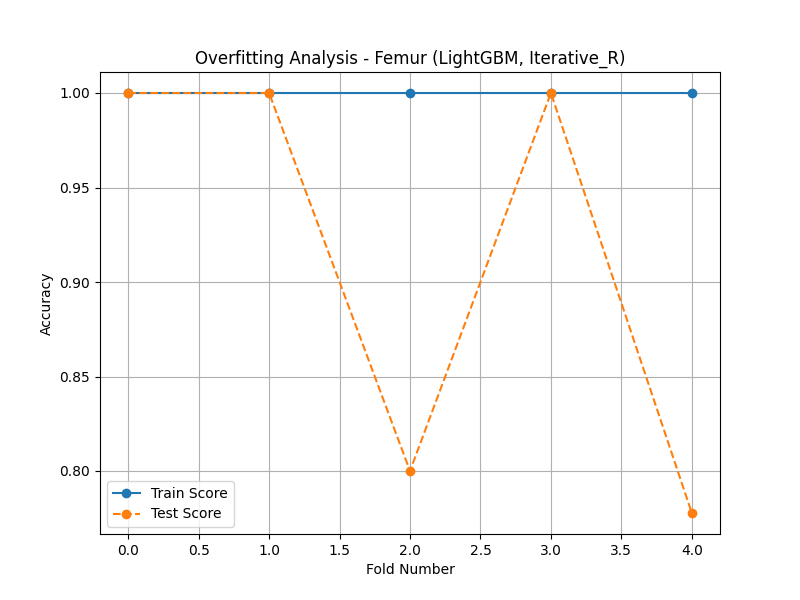 Overfitting Analysis - Femur (LightGBM, Iterative_R)
1.00
0.95
0.90
0.85
0.80
Accuracy
Train Score
Test Score
0.0 0.5 1.0 1.5 2.0 2.5 3.0 3.5 4.0
Fold Number